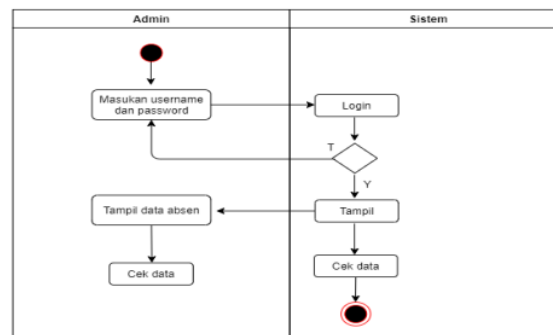 Admin
Sistem
Masukan username
dan password
Login
T
Y
Tampil data absen
Tampil
Cek data
Cek data